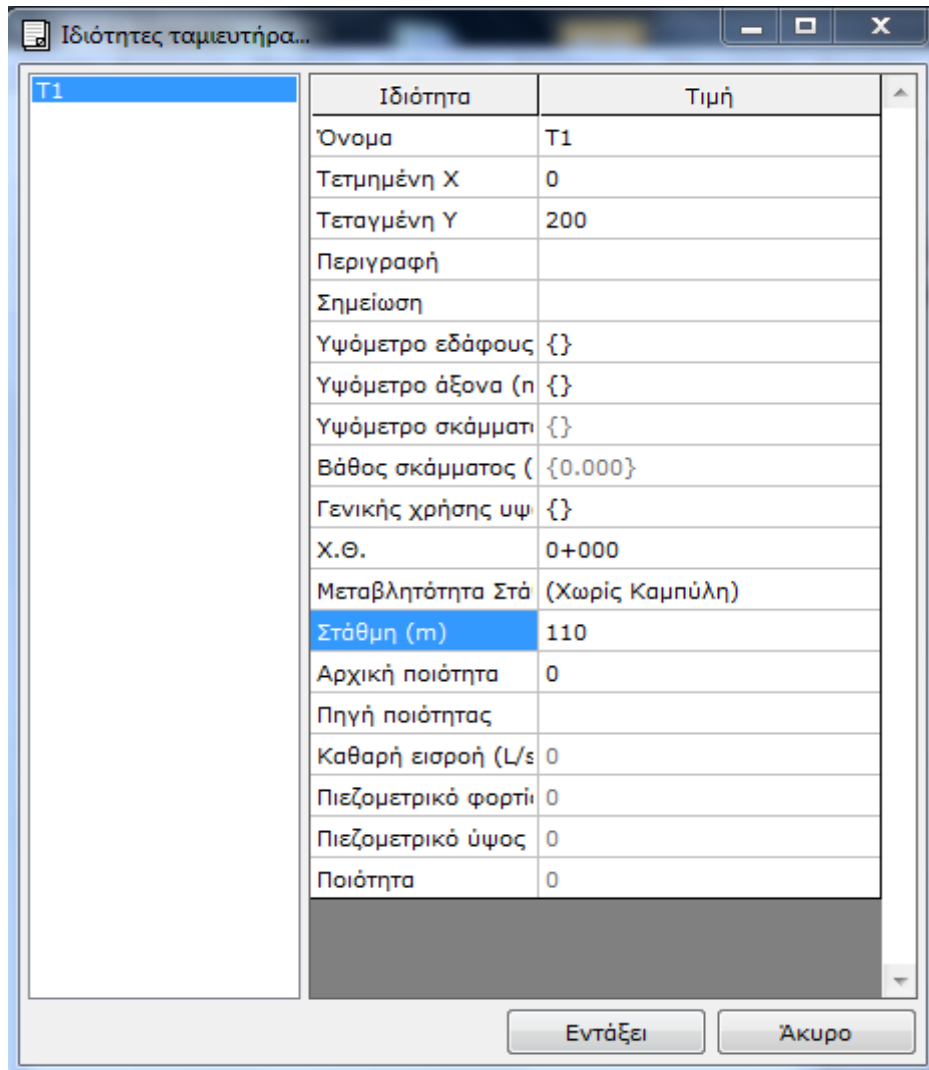 Ιδιότητες ταμιευτήρα...
T1
Ιδιότητα Τιμή
Όνομα T1
Τετμημένη X 0
Τεταγμένη Y 200
Περιγραφή
Σημείωση
Υψόμετρο εδάφους {}
Υψόμετρο άξονα (m {}
Υψόμετρο σκάμματο {}
Βάθος σκάμματος ( {0.000}
Γενικής χρήσης υψο {}
Χ.Θ. 0+000
Μεταβλητότητα Στά (Χωρίς Καμπύλη)
Στάθμη (m) 110
Αρχική ποιότητα 0
Πηγή ποιότητας
Καθαρή εισροή (L/s 0
Πιεζομετρικό φορτίο 0
Πιεζομετρικό ύψος 0
Ποιότητα 0
Εντάξει Άκυρο